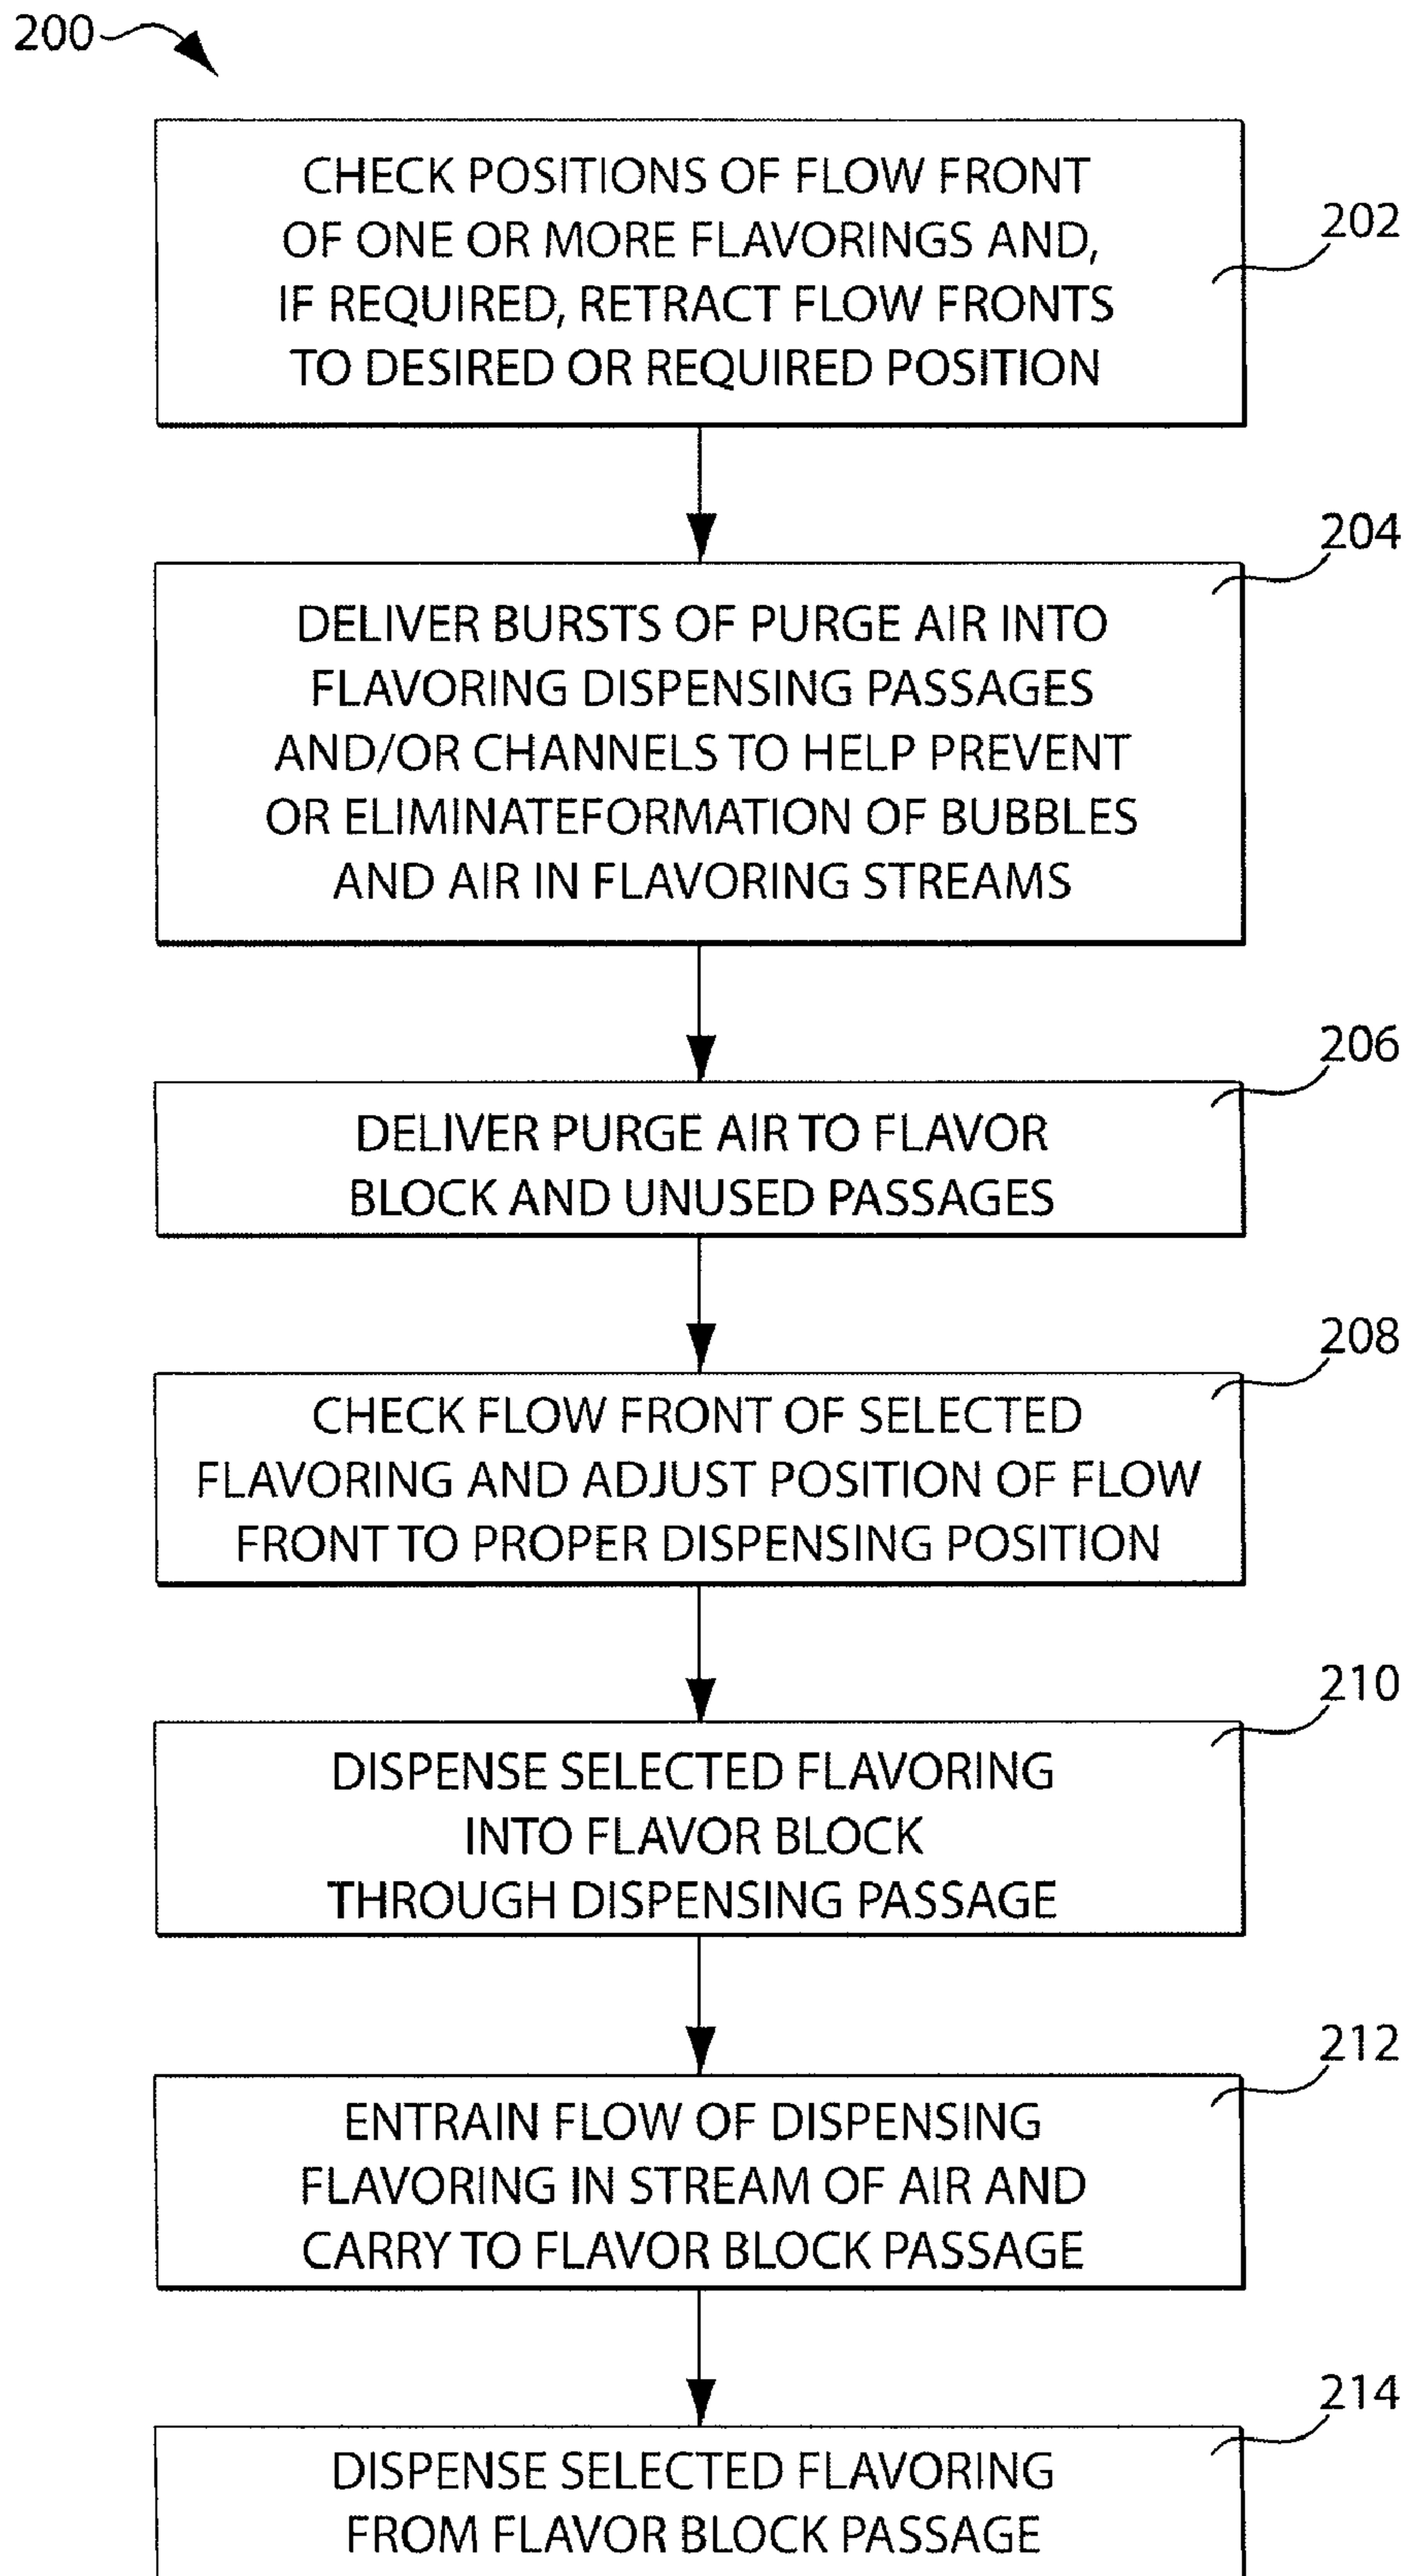 200
CHECK POSITIONS OF FLOW FRONT
OF ONE OR MORE FLAVORINGS AND,
IF REQUIRED, RETRACT FLOW FRONTS
TO DESIRED OR REQUIRED POSITION
202
DELIVER BURSTS OF PURGE AIR INTO
FLAVORING DISPENSING PASSAGES
AND/OR CHANNELS TO HELP PREVENT
OR ELIMINATEFORMATION OF BUBBLES
AND AIR IN FLAVORING STREAMS
204
DELIVER PURGE AIR TO FLAVOR
BLOCK AND UNUSED PASSAGES
206
CHECK FLOW FRONT OF SELECTED
FLAVORING AND ADJUST POSITION OF FLOW
FRONT TO PROPER DISPENSING POSITION
208
DISPENSE SELECTED FLAVORING
INTO FLAVOR BLOCK
THROUGH DISPENSING PASSAGE
210
ENTRAIN FLOW OF DISPENSING
FLAVORING IN STREAM OF AIR AND
CARRY TO FLAVOR BLOCK PASSAGE
212
DISPENSE SELECTED FLAVORING
FROM FLAVOR BLOCK PASSAGE
214